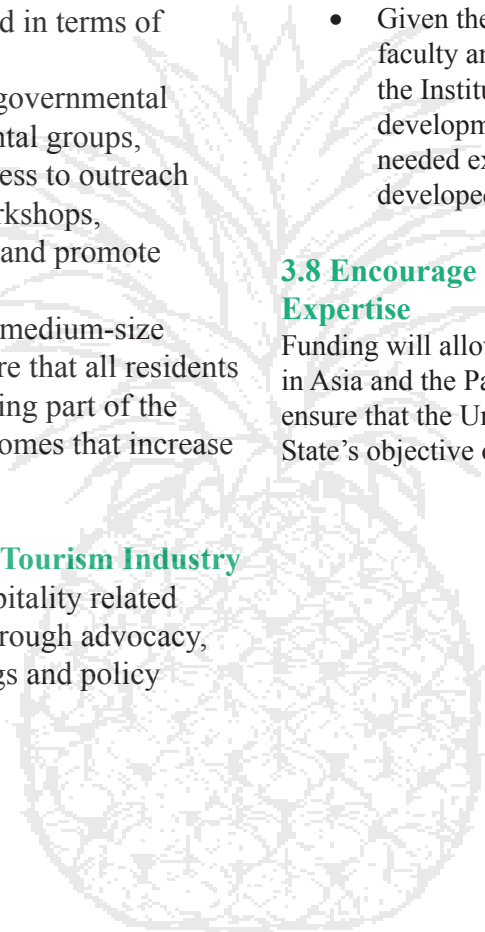 d in terms of
governmental
ntal groups,
ess to outreach
rkshops,
and promote
medium-size
re that all residents
ing part of the
omes that increase
Tourism Industry
pitality related
rough advocacy,
gs and policy
• Given the
faculty an
the Institu
developm
needed ex
developed
3.8 Encourage
Expertise
Funding will allow
in Asia and the Pa
ensure that the Un
State’s objective o